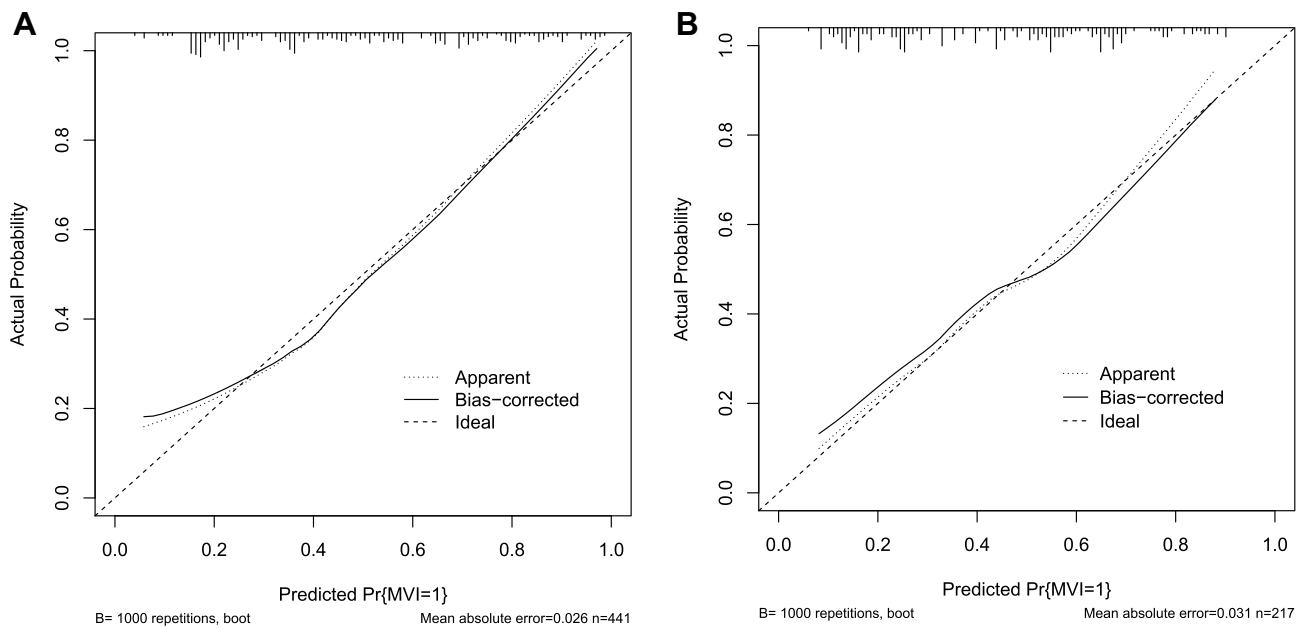 A
Actual Probability
1.0
0.8
0.6
0.4
0.2
0.0
Apparent
Bias−corrected
Ideal
0.0 0.2 0.4 0.6 0.8 1.0
Predicted Pr{MVI=1}
B= 1000 repetitions, boot
Mean absolute error=0.026 n=441
B
Actual Probability
1.0
0.8
0.6
0.4
0.2
0.0
Apparent
Bias−corrected
Ideal
0.0 0.2 0.4 0.6 0.8 1.0
Predicted Pr{MVI=1}
B= 1000 repetitions, boot
Mean absolute error=0.031 n=217